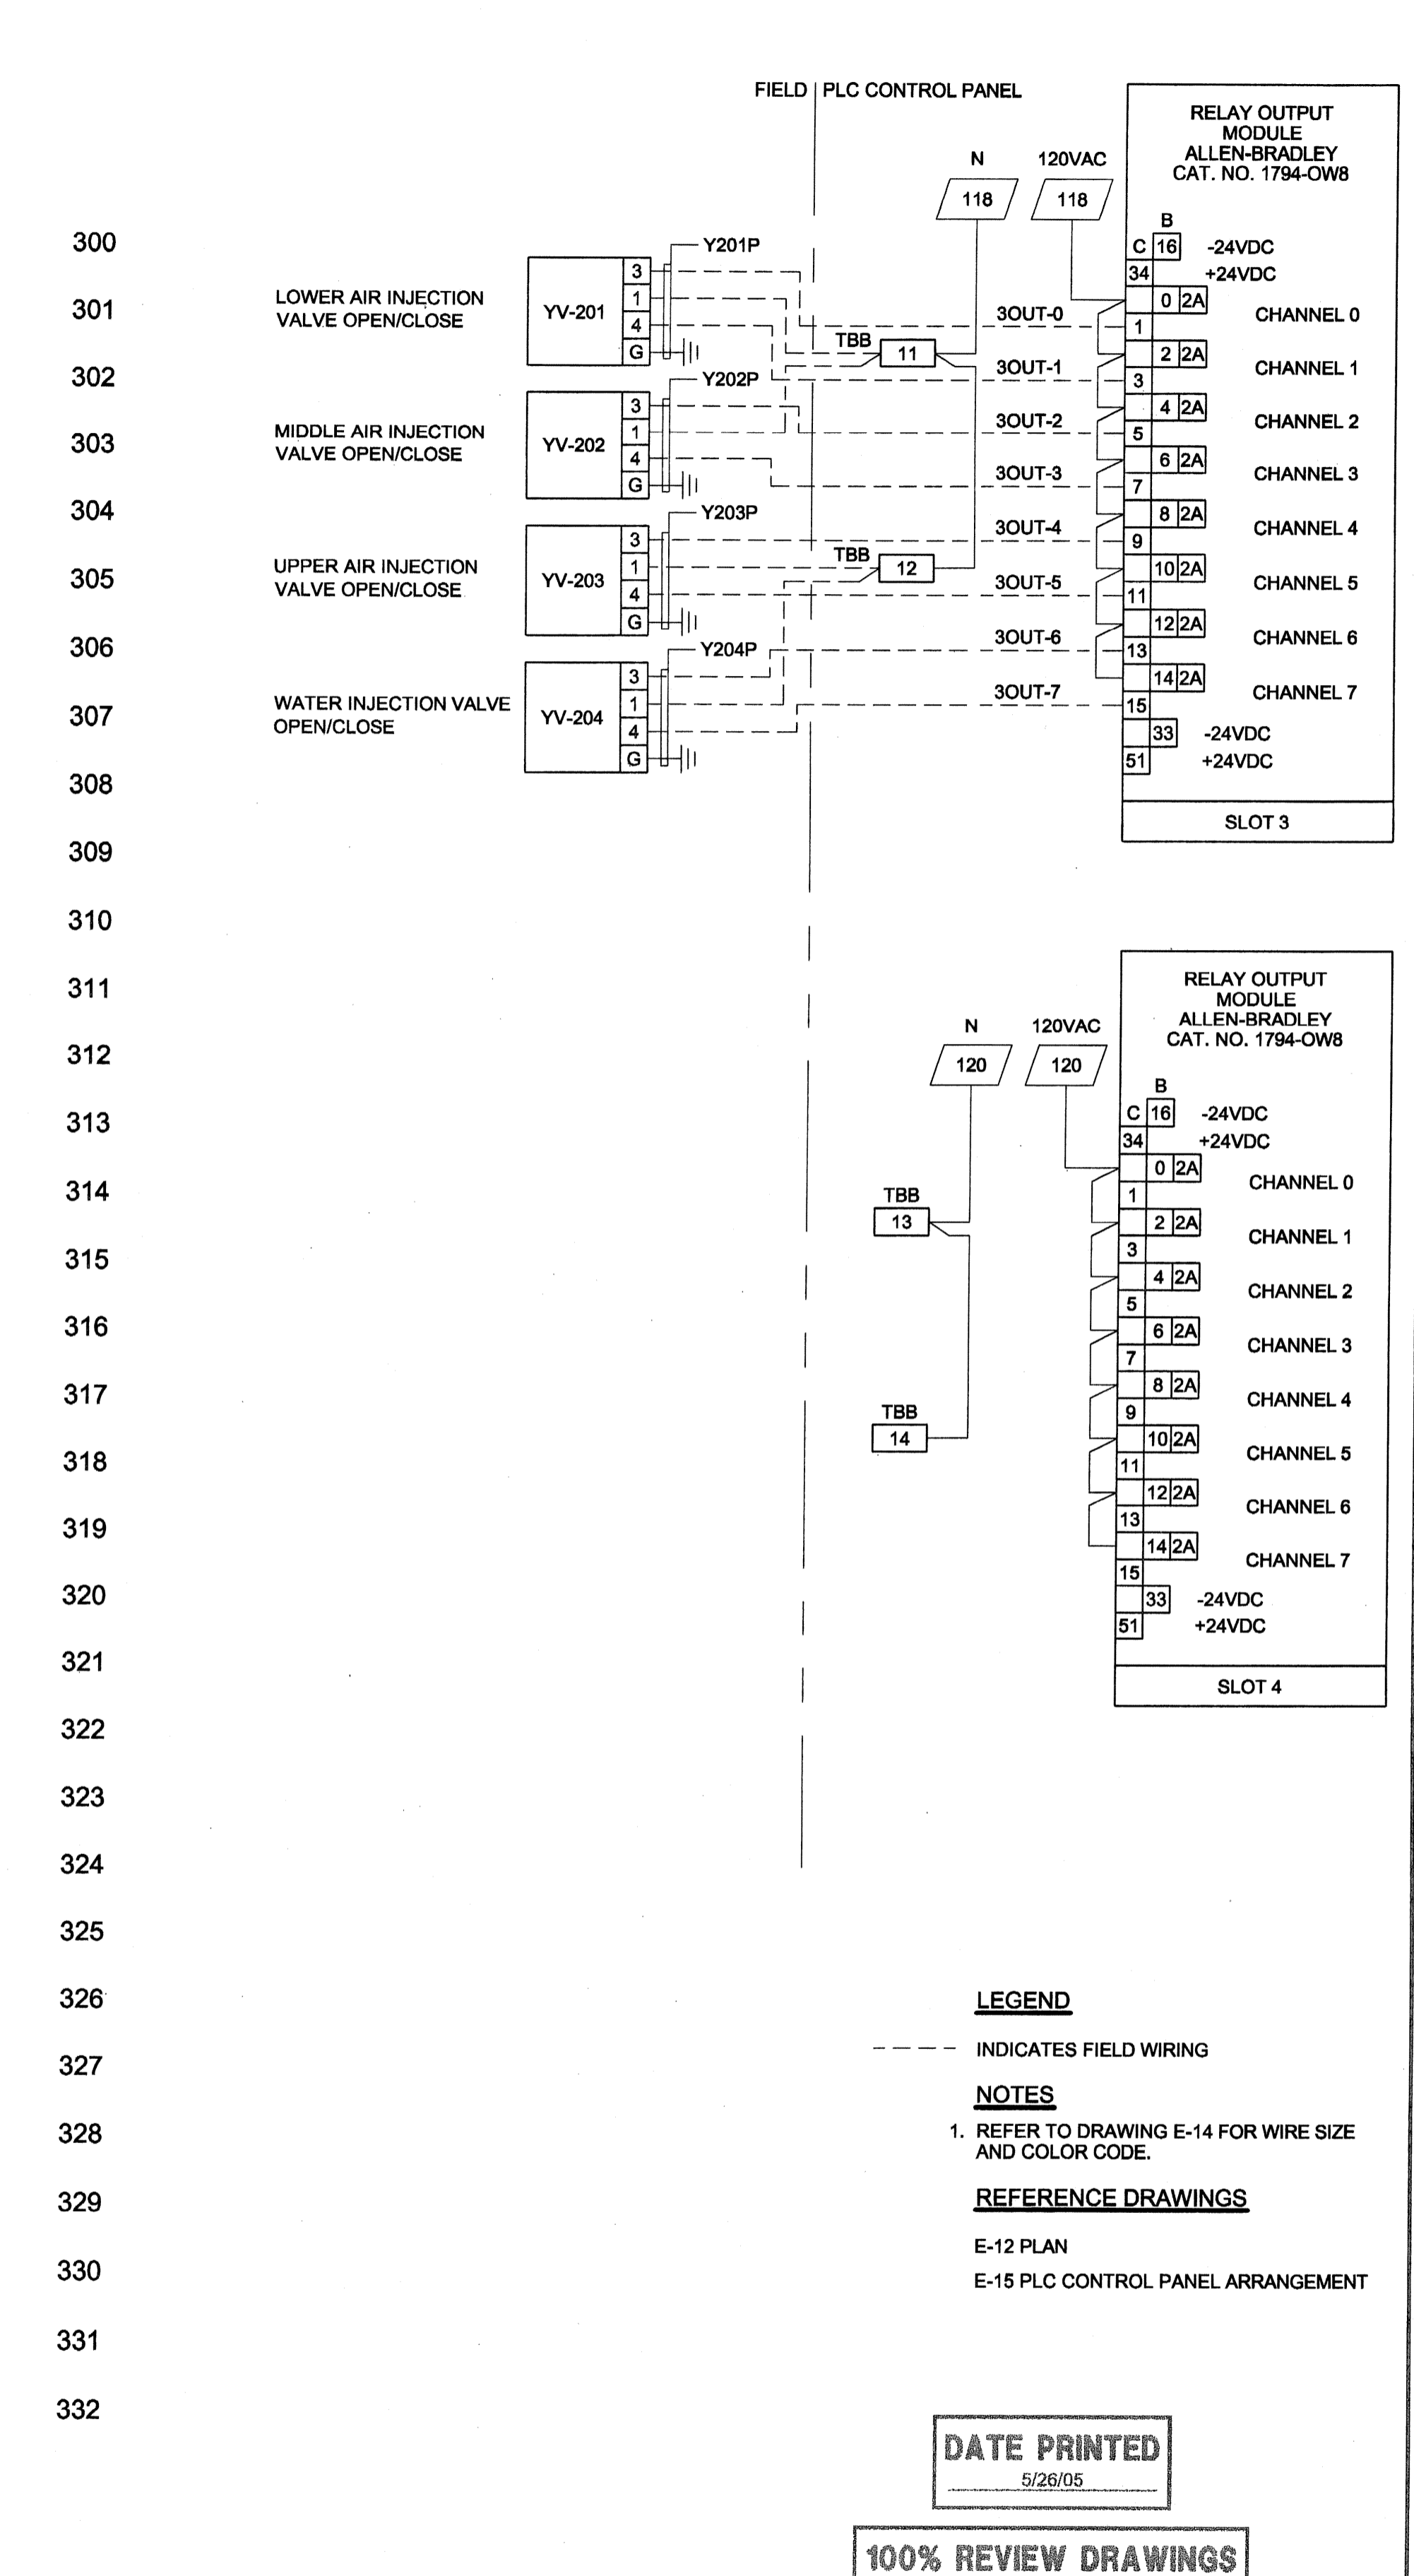 FIELD PLC CONTROL PANEL
RELAY OUTPUT
MODULE
ALLEN-BRADLEY
CAT. NO. 1794-OW8
N 120VAC
118 118
B
300
C 16 -24VDC
34 +24VDC
Y201P
3
1
4
G
YV-201
301
LOWER AIR INJECTION
VALVE OPEN/CLOSE
3OUT-0
0 2A
1
CHANNEL 0
TBB
11
302
Y202P
3OUT-1
2 2A
3
CHANNEL 1
3
1
4
G
YV-202
303
MIDDLE AIR INJECTION
VALVE OPEN/CLOSE
3OUT-2
4 2A
5
CHANNEL 2
3OUT-3
6 2A
7
CHANNEL 3
304
Y203P
3OUT-4
8 2A
9
CHANNEL 4
3
1
4
G
YV-203
TBB
12
305
UPPER AIR INJECTION
VALVE OPEN/CLOSE
3OUT-5
10 2A
11
CHANNEL 5
306
Y204P
3OUT-6
12 2A
13
CHANNEL 6
3
1
4
G
YV-204
307
WATER INJECTION VALVE
OPEN/CLOSE
3OUT-7
14 2A
15
CHANNEL 7
33 -24VDC
51 +24VDC
308
SLOT 3
309
310
311
RELAY OUTPUT
MODULE
ALLEN-BRADLEY
CAT. NO. 1794-OW8
312
N 120VAC
120 120
B
313
C 16 -24VDC
34 +24VDC
314
0 2A
1
CHANNEL 0
TBB
13
2 2A
3
CHANNEL 1
315
4 2A
5
CHANNEL 2
316
6 2A
7
CHANNEL 3
317
8 2A
9
CHANNEL 4
TBB
14
318
10 2A
11
CHANNEL 5
12 2A
13
CHANNEL 6
319
14 2A
15
CHANNEL 7
320
33 -24VDC
51 +24VDC
321
SLOT 4
322
323
324
325
326
LEGEND
327
INDICATES FIELD WIRING
NOTES
328
1. REFER TO DRAWING E-14 FOR WIRE SIZE
AND COLOR CODE.
329
REFERENCE DRAWINGS
E-12 PLAN
330
E-15 PLC CONTROL PANEL ARRANGEMENT
331
332
DATE PRINTED
5/26/05
100% REVIEW DRAWINGS